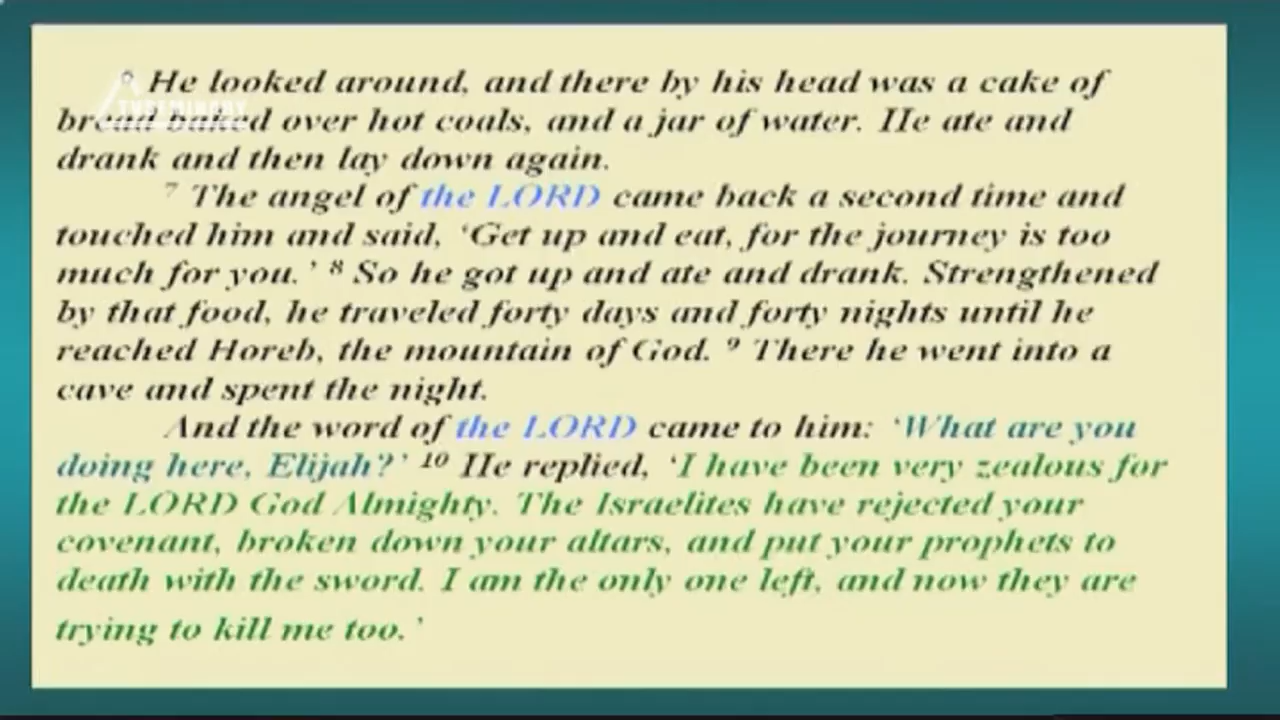 ⁶ He looked around, and there by his head was a cake of
TVSEMINARY
bread baked over hot coals, and a jar of water. He ate and
drank and then lay down again.
⁷ The angel of the LORD came back a second time and
touched him and said, ‘Get up and eat, for the journey is too
much for you.’ ⁸ So he got up and ate and drank. Strengthened
by that food, he traveled forty days and forty nights until he
reached Horeb, the mountain of God. ⁹ There he went into a
cave and spent the night.
And the word of the LORD came to him: ‘What are you
doing here, Elijah?’ ¹⁰ He replied, ‘I have been very zealous for
the LORD God Almighty. The Israelites have rejected your
covenant, broken down your altars, and put your prophets to
death with the sword. I am the only one left, and now they are
trying to kill me too.’